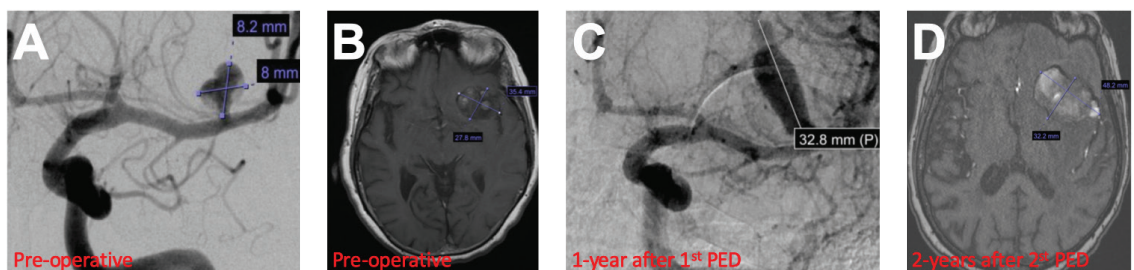 A
8.2 mm
8 mm
Pre-operative
B
35.4 mm
27.8 mm
Pre-operative
C
32.8 mm (P)
1-year after 1st PED
D
48.2 mm
32.2 mm
2-years after 2nd PED